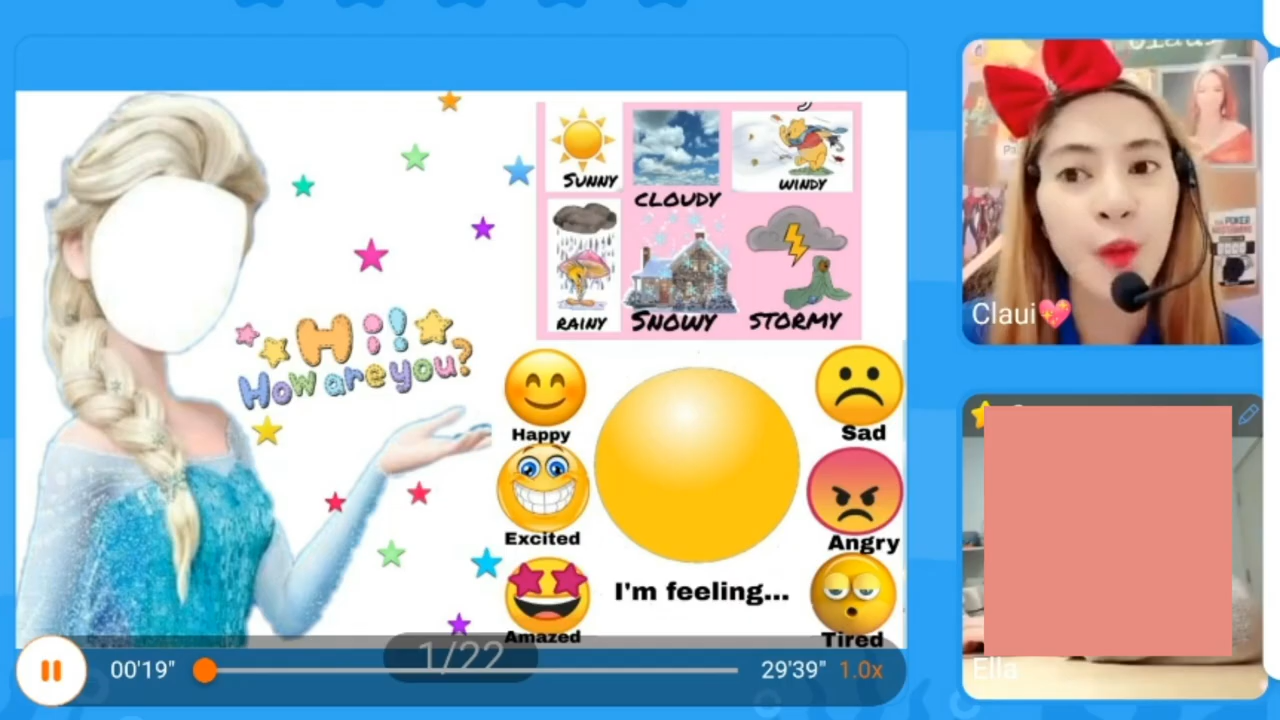 SUNNY
CLOUDY
WINDY
RAINY
SNOWY
STORMY
Hi!
How are you?
Happy
Sad
Excited
Angry
I'm feeling...
Amazed
Tired
1/22
00'19"
29'39"
1.0x
Claui
POKER
Ella